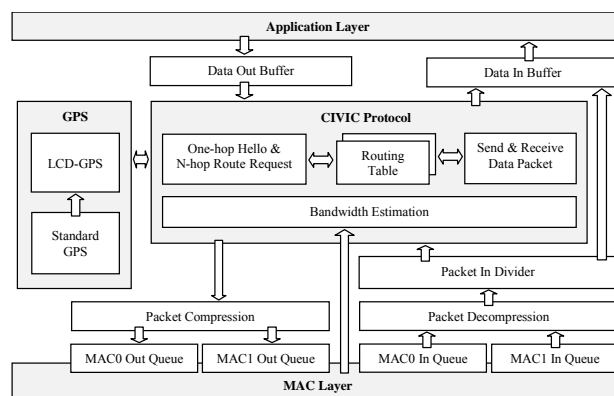 Application Layer
Data Out Buffer
Data In Buffer
GPS
LCD-GPS
Standard
GPS
CIVIC Protocol
One-hop Hello &
N-hop Route Request
Routing
Table
Send & Receive
Data Packet
Bandwidth Estimation
Packet In Divider
Packet Compression
Packet Decompression
MAC0 Out Queue
MAC1 Out Queue
MAC0 In Queue
MAC1 In Queue
MAC Layer